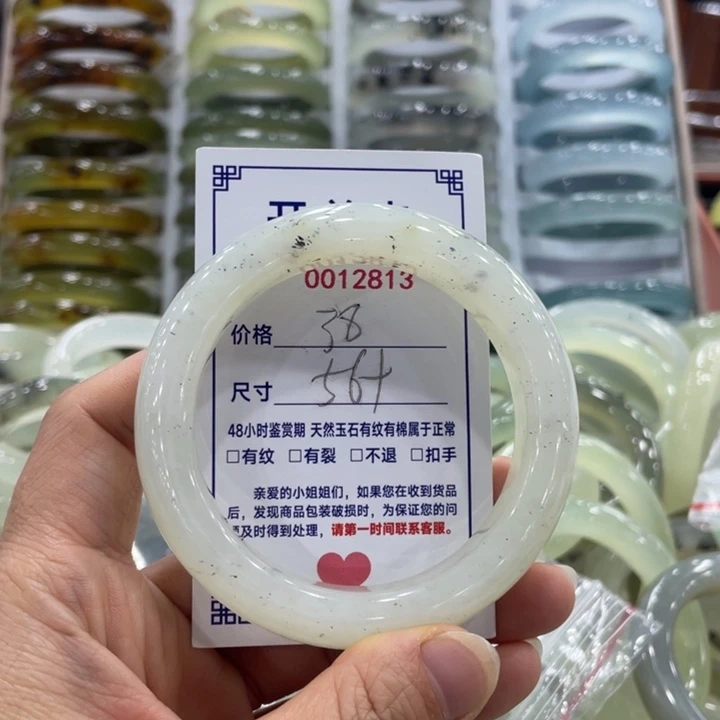 0012813
价格 38
尺寸 56+
48小时鉴赏期 天然玉石有纹有棉属于正常
□有纹 □有裂 □不退 □扣手
亲爱的小姐姐们，如果您在收到货品
后，发现商品包装破损时，为保证您的问
及时得到处理，请第一时间联系客服。